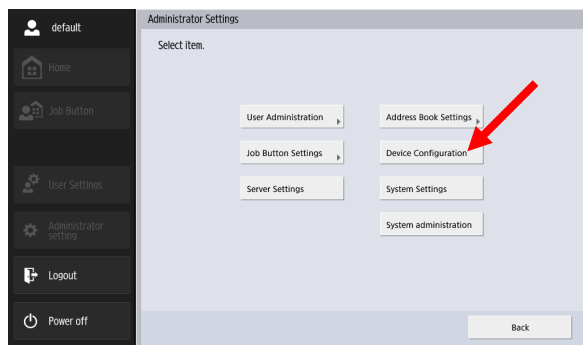 default
Home
Job Button
User Settings
Administrator
setting
Logout
Power off
Administrator Settings
Select item.
User Administration
Address Book Settings
Job Button Settings
Device Configuration
Server Settings
System Settings
System administration
Back